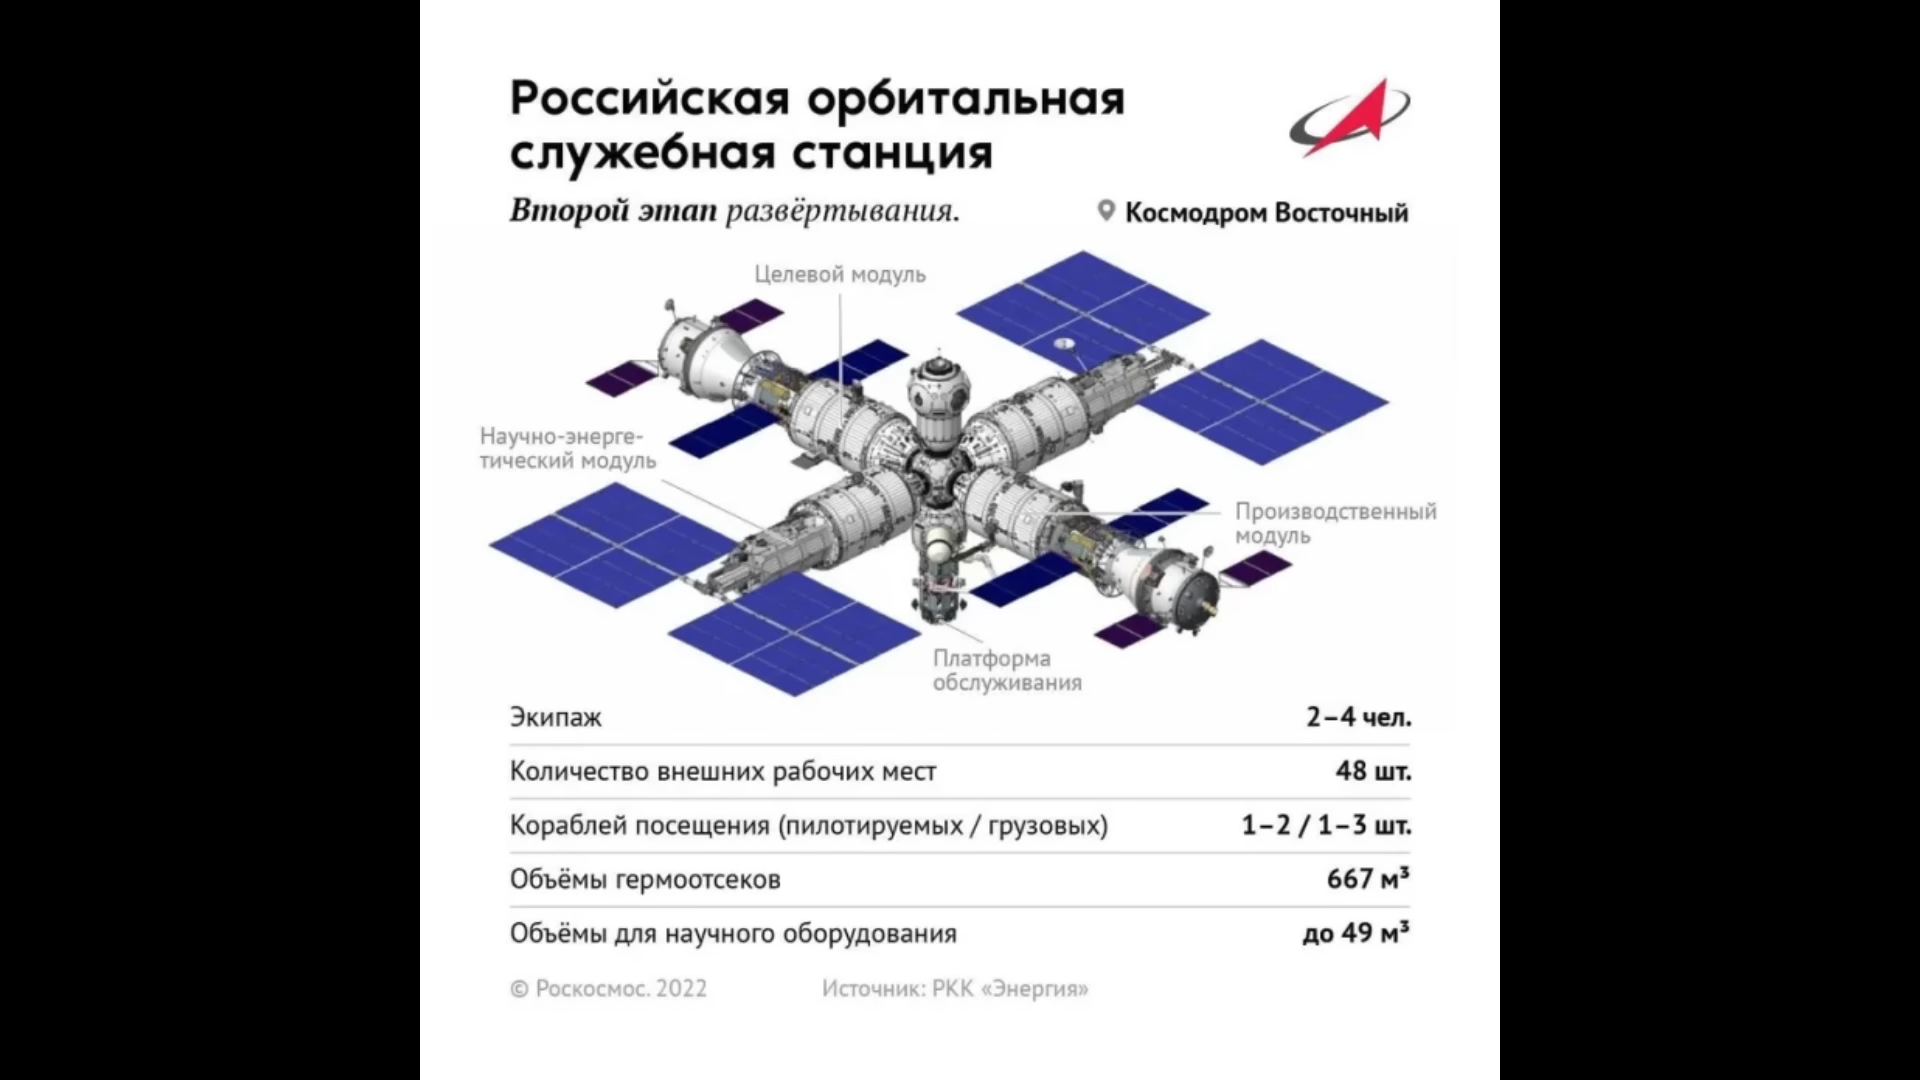 Российская орбитальная
служебная станция
Второй этап развёртывания.
Космодром Восточный
Целевой модуль
Научно-энерге-
тический модуль
Производственный
модуль
Платформа
обслуживания
Экипаж 2–4 чел.
Количество внешних рабочих мест 48 шт.
Кораблей посещения (пилотируемых / грузовых) 1–2 / 1–3 шт.
Объёмы гермоотсеков 667 м³
Объёмы для научного оборудования до 49 м³
© Роскосмос. 2022 Источник: РКК «Энергия»